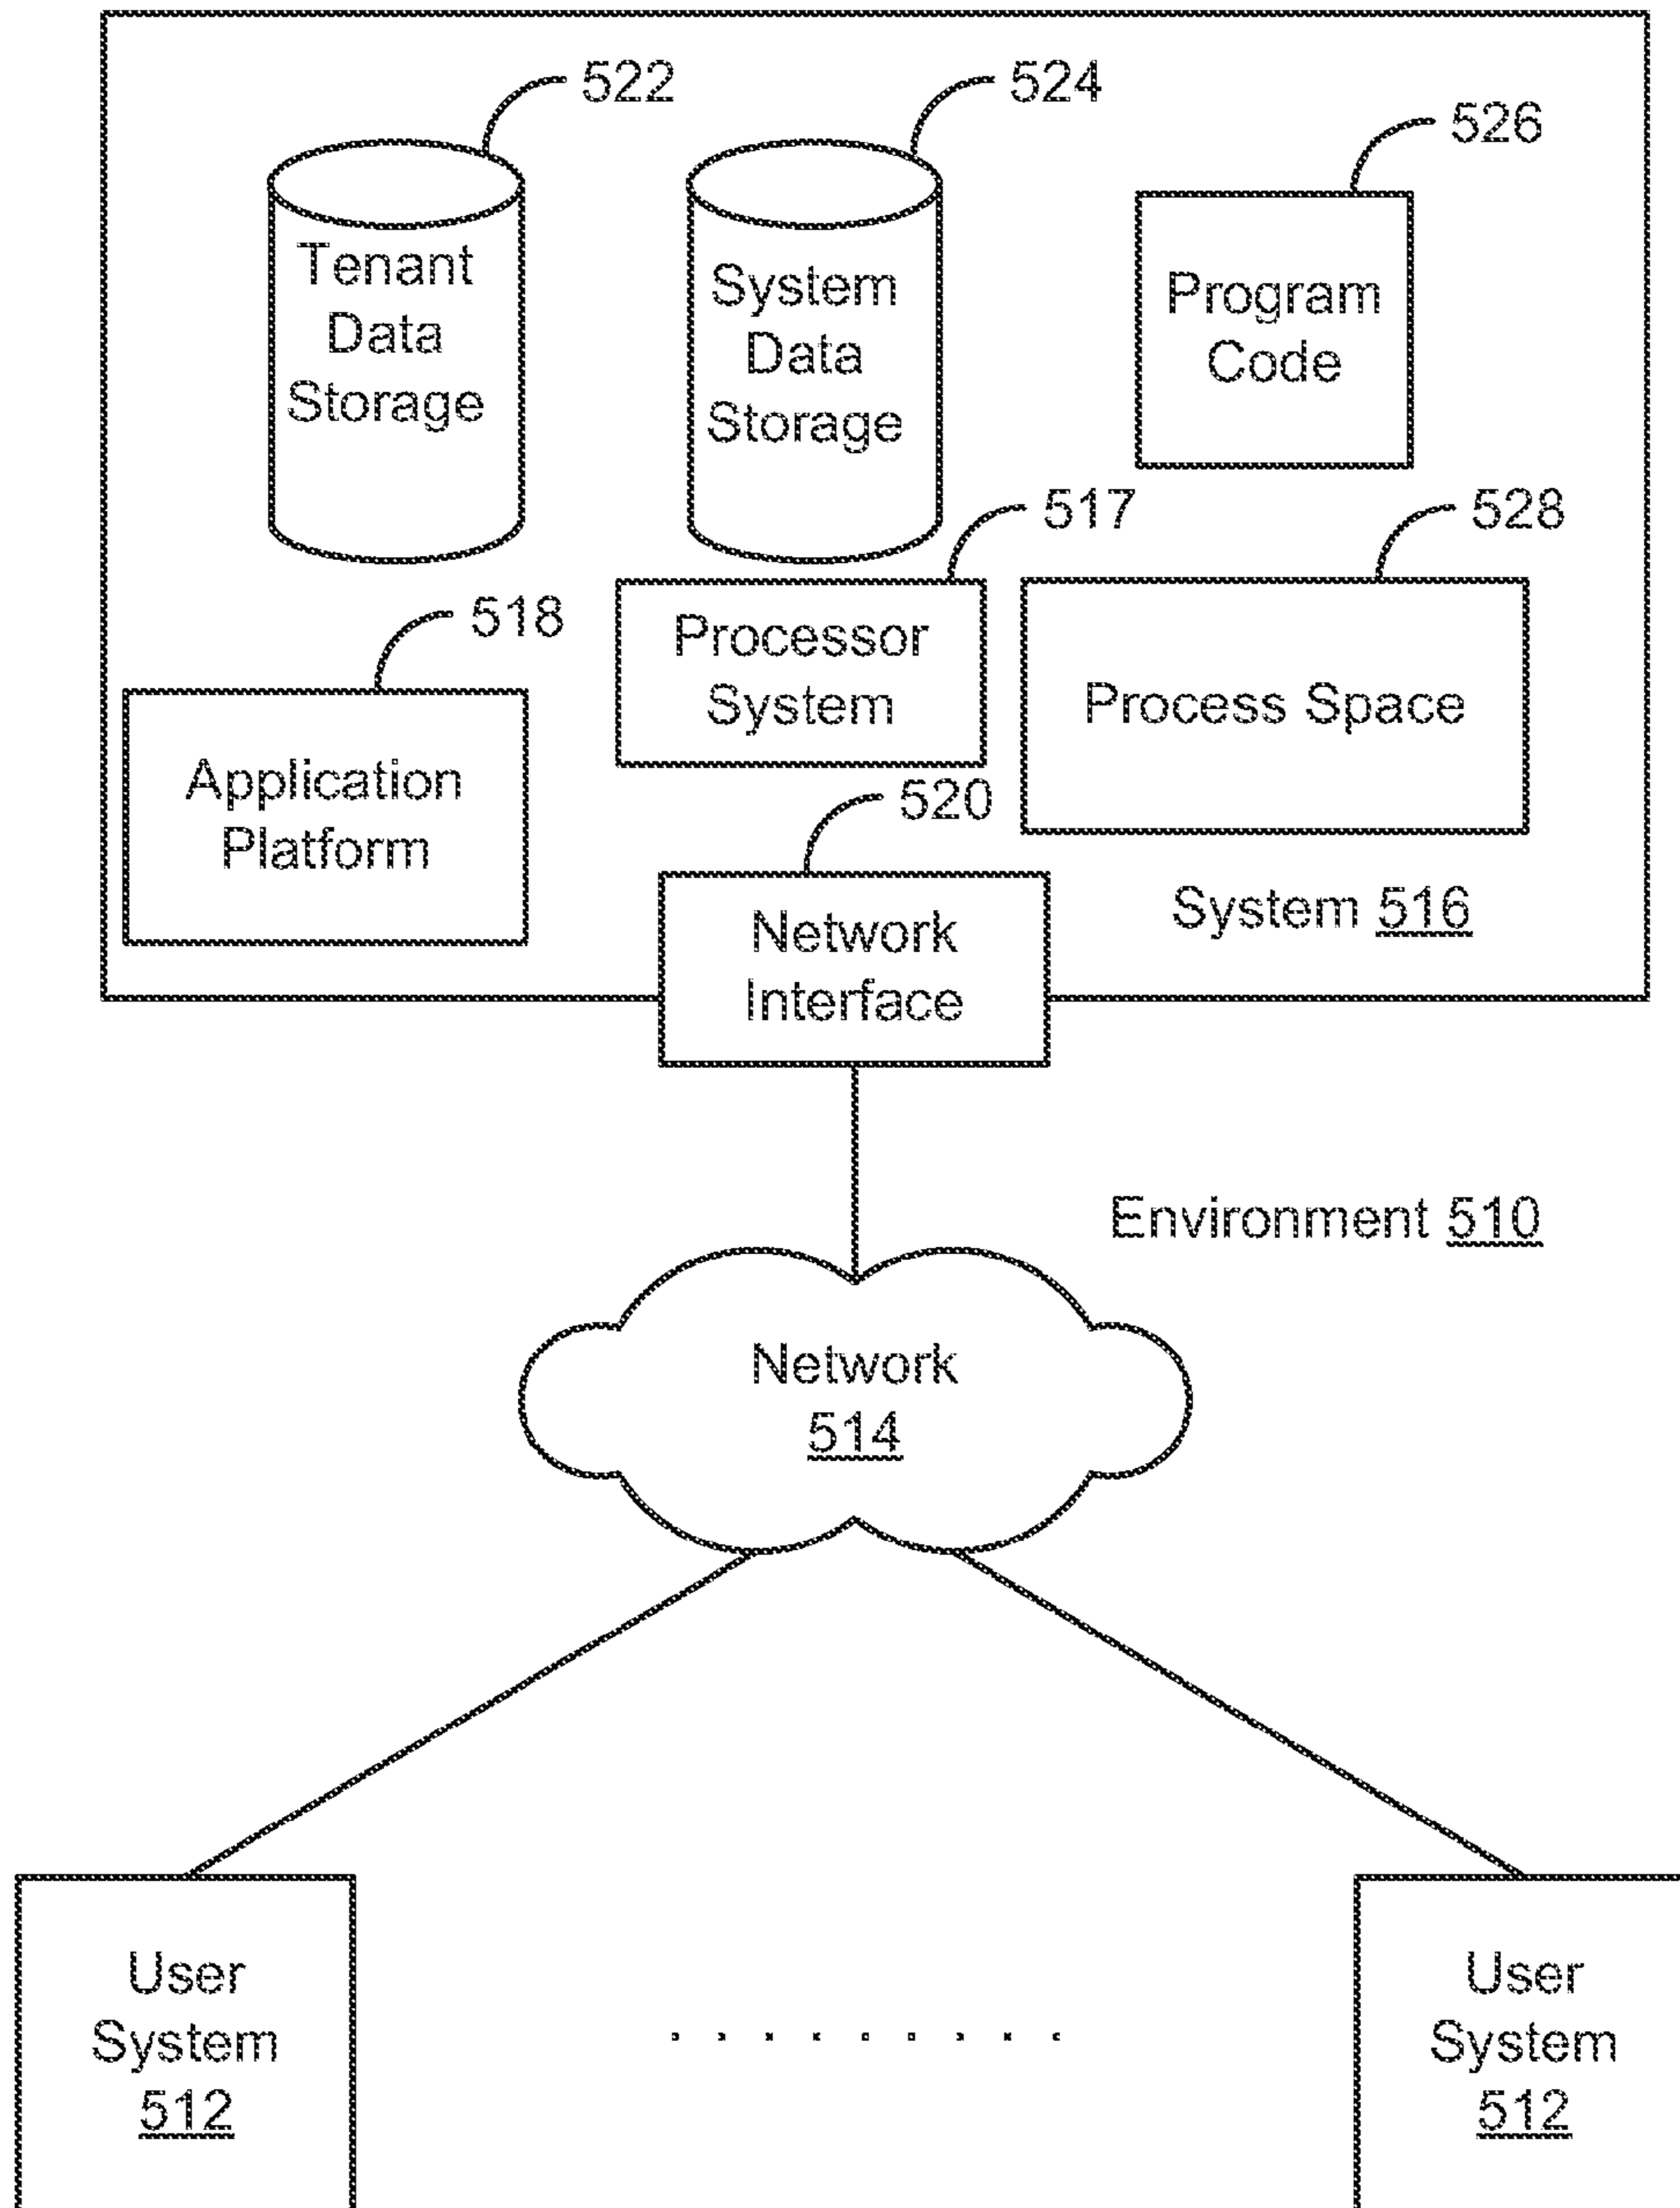 522
524
526
Tenant
Data
Storage
System
Data
Storage
Program
Code
517
528
518
Processor
System
Process Space
Application
Platform
520
Network
Interface
System 516
Environment 510
Network
514
User
System
512
User
System
512